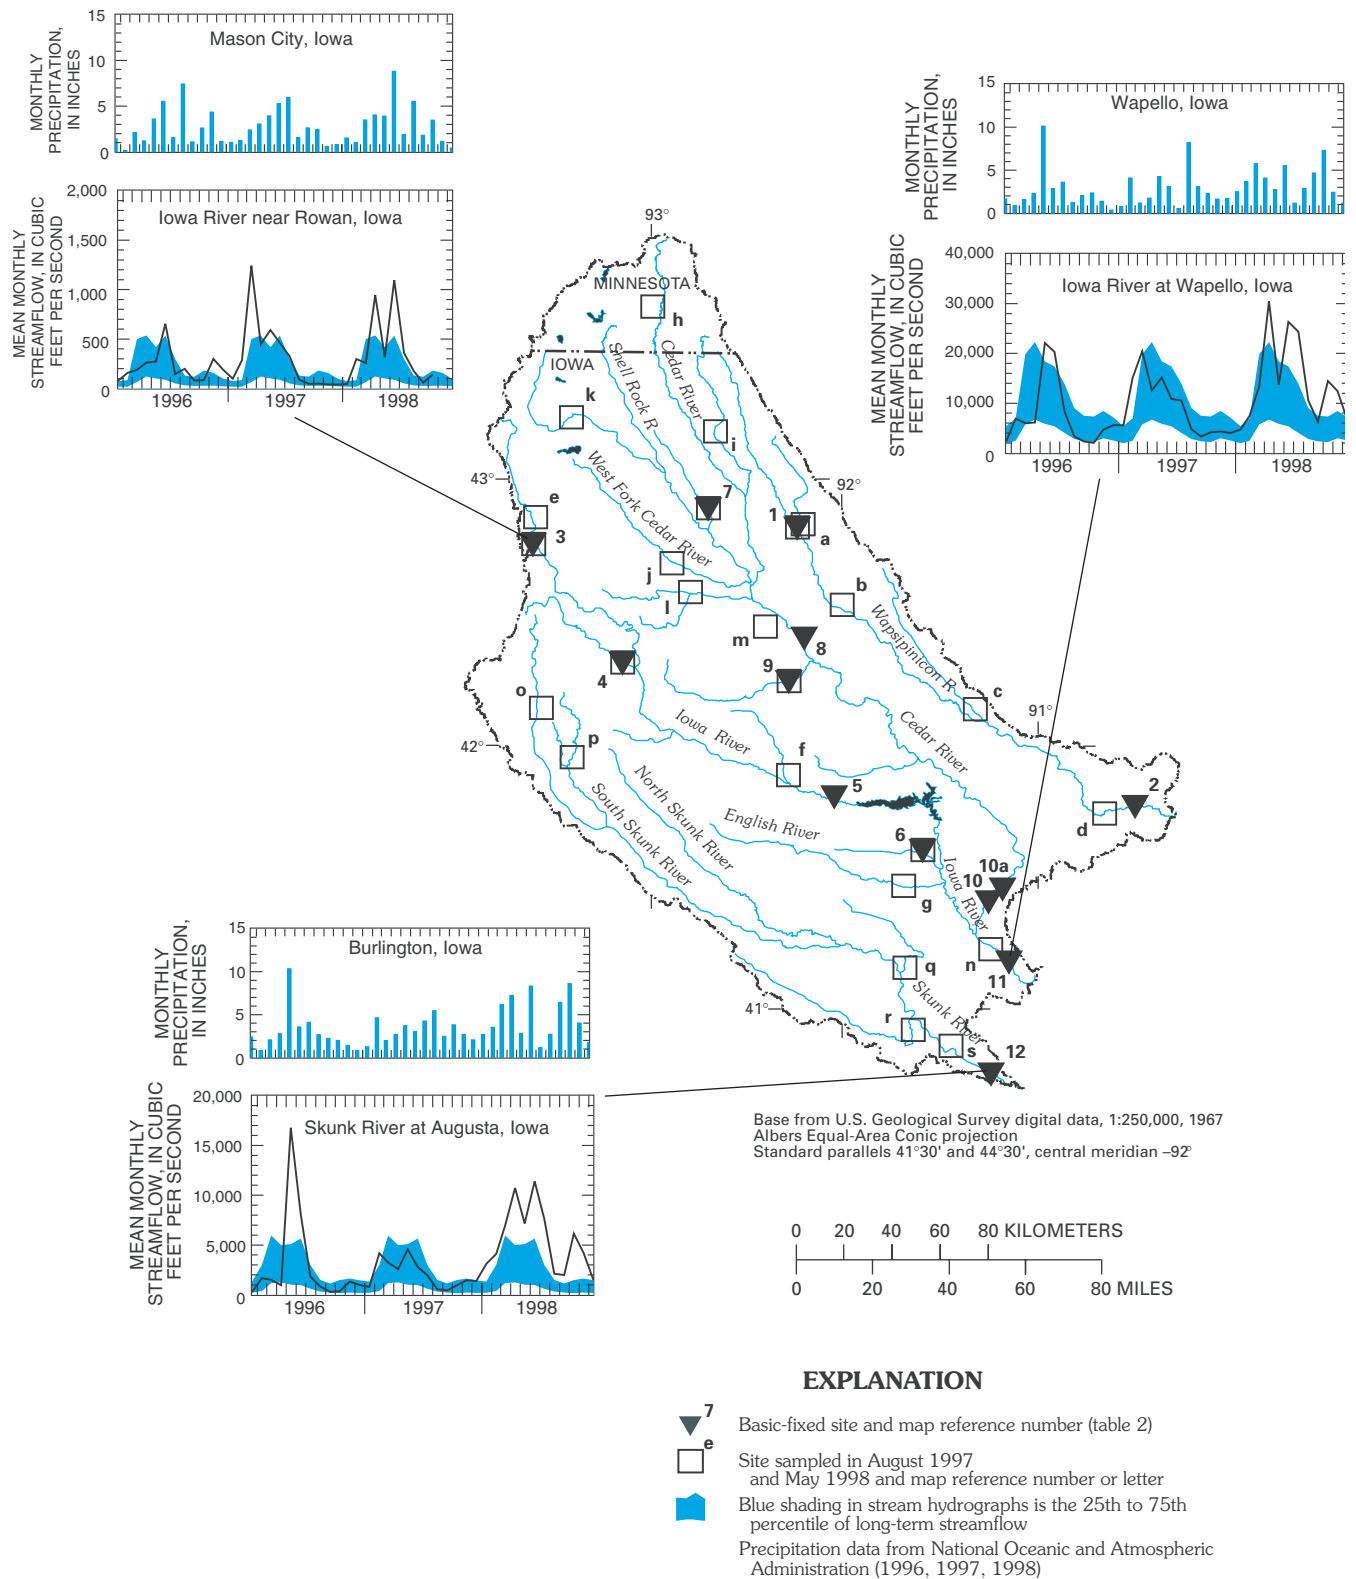 15
10
5
0
MONTHLY
PRECIPITATION,
IN INCHES
Mason City, Iowa
2,000
1,500
1,000
500
0
MEAN MONTHLY
STREAMFLOW, IN CUBIC
FEET PER SECOND
Iowa River near Rowan, Iowa
1996
1997
1998
15
10
5
0
MONTHLY
PRECIPITATION,
IN INCHES
Wapello, Iowa
40,000
30,000
20,000
10,000
0
MEAN MONTHLY
STREAMFLOW, IN CUBIC
FEET PER SECOND
Iowa River at Wapello, Iowa
1996
1997
1998
93°
MINNESOTA
h
IOWA
k
Shell Rock R
Cedar River
i
43°
92°
West Fork Cedar River
e
3
7
1
a
j
l
b
m
8
Wapsipinicon R
4
9
o
c
91°
Iowa River
Cedar River
42°
p
f
5
2
d
South Skunk River
North Skunk River
English River
6
Iowa River
10a
10
g
n
11
q
41°
Skunk River
r
s
12
15
10
5
0
MONTHLY
PRECIPITATION,
IN INCHES
Burlington, Iowa
20,000
15,000
10,000
5,000
0
MEAN MONTHLY
STREAMFLOW, IN CUBIC
FEET PER SECOND
Skunk River at Augusta, Iowa
1996
1997
1998
Base from U.S. Geological Survey digital data, 1:250,000, 1967
Albers Equal-Area Conic projection
Standard parallels 41°30' and 44°30', central meridian –92°
0 20 40 60 80 KILOMETERS
0 20 40 60 80 MILES
EXPLANATION
7 Basic-fixed site and map reference number (table 2)
e Site sampled in August 1997
and May 1998 and map reference number or letter
Blue shading in stream hydrographs is the 25th to 75th
percentile of long-term streamflow
Precipitation data from National Oceanic and Atmospheric
Administration (1996, 1997, 1998)